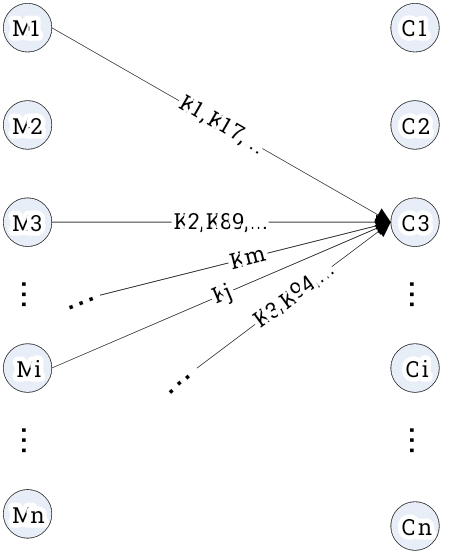 M1
C1
K1,K17,..
M2
C2
M3
K2,K89,...
C3
Km
⋮
...
Kj
K3,K94,...
⋮
Mi
...
Ci
⋮
⋮
Mn
Cn